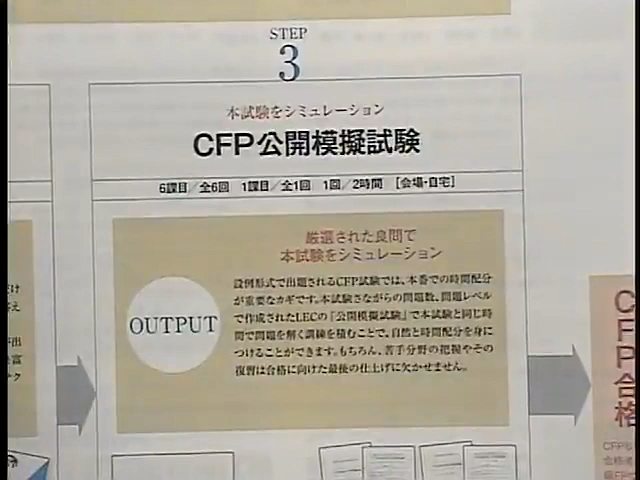 STEP
3
本試験をシミュレーション
CFP公開模擬試験
6課目／全6回 1課目／全1回 1回／2時間 [会場・自宅]
厳選された良問で
本試験をシミュレーション
OUTPUT
設例形式で出題されるCFP試験では、本番での時間配分
が重要なカギです。本試験さながらの問題数、問題レベル
で作成されたLECの「公開模擬試験」で本試験と同じ時
間で問題を解く訓練を積むことで、自然と時間配分を身に
つけることができます。もちろん、苦手分野の把握やその
復習は合格に向けた最後の仕上げに欠かせません。
CFP合格